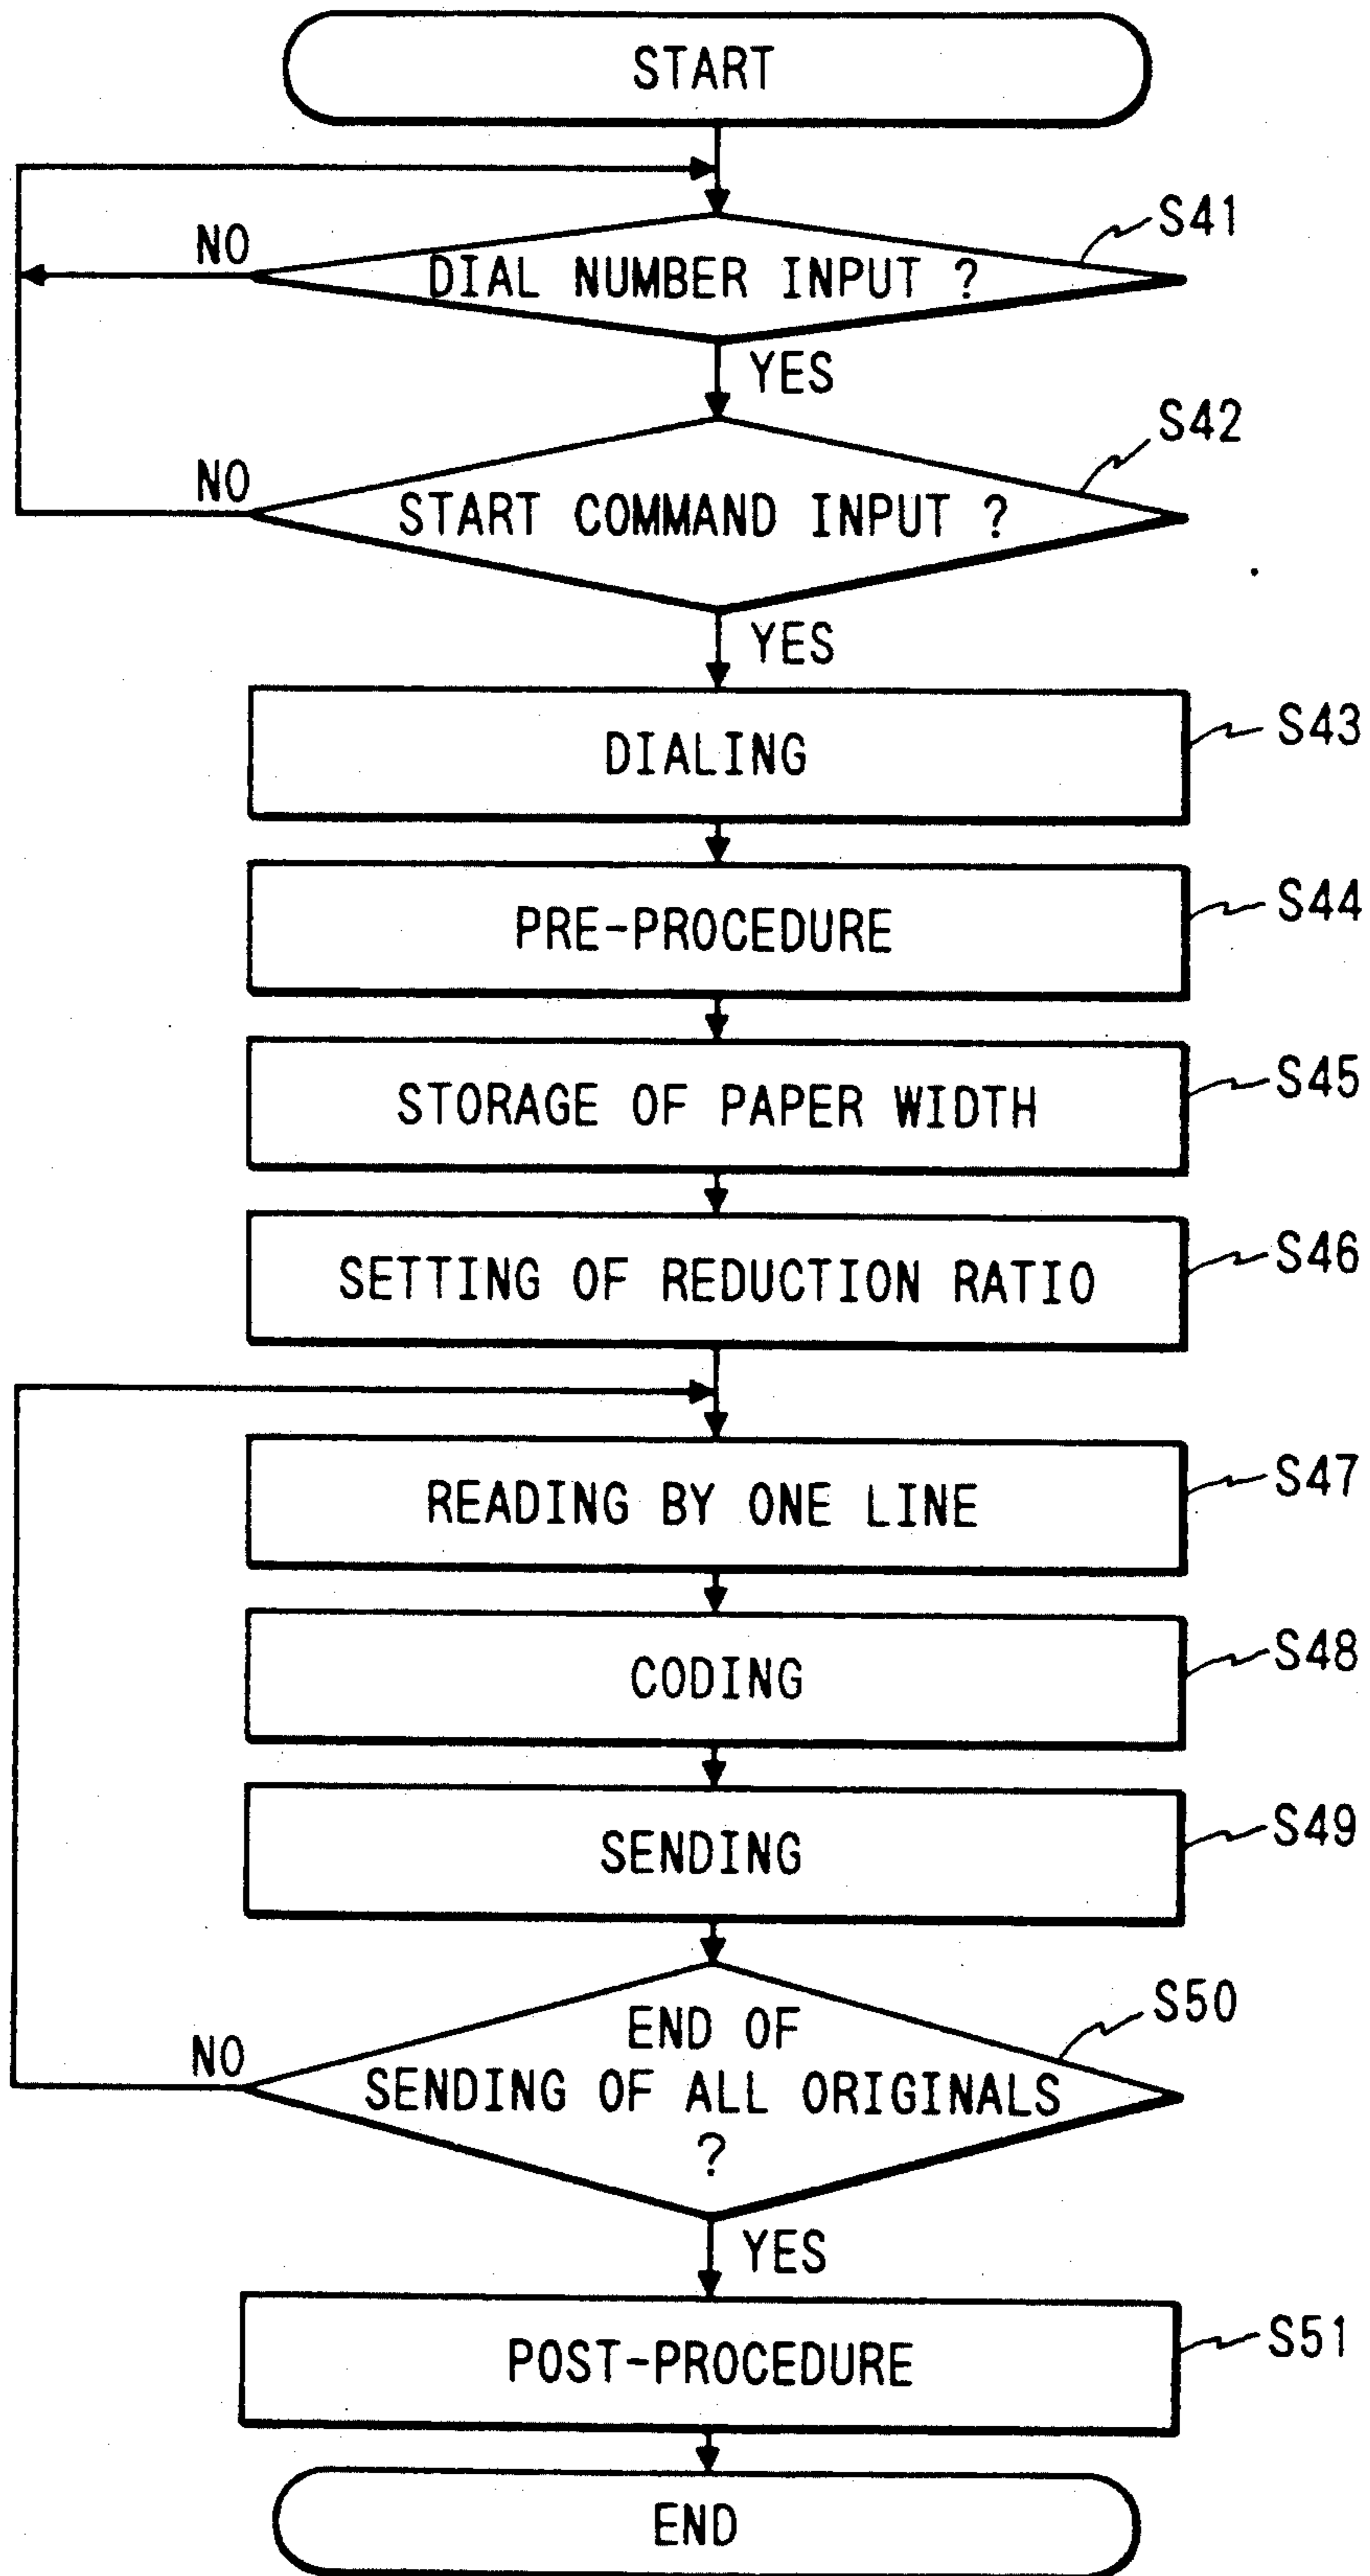 START
NO
S41
DIAL NUMBER INPUT ?
YES
S42
NO
START COMMAND INPUT ?
YES
DIALING
S43
PRE-PROCEDURE
S44
STORAGE OF PAPER WIDTH
S45
SETTING OF REDUCTION RATIO
S46
READING BY ONE LINE
S47
CODING
S48
SENDING
S49
S50
NO
END OF
SENDING OF ALL ORIGINALS
?
YES
POST-PROCEDURE
S51
END